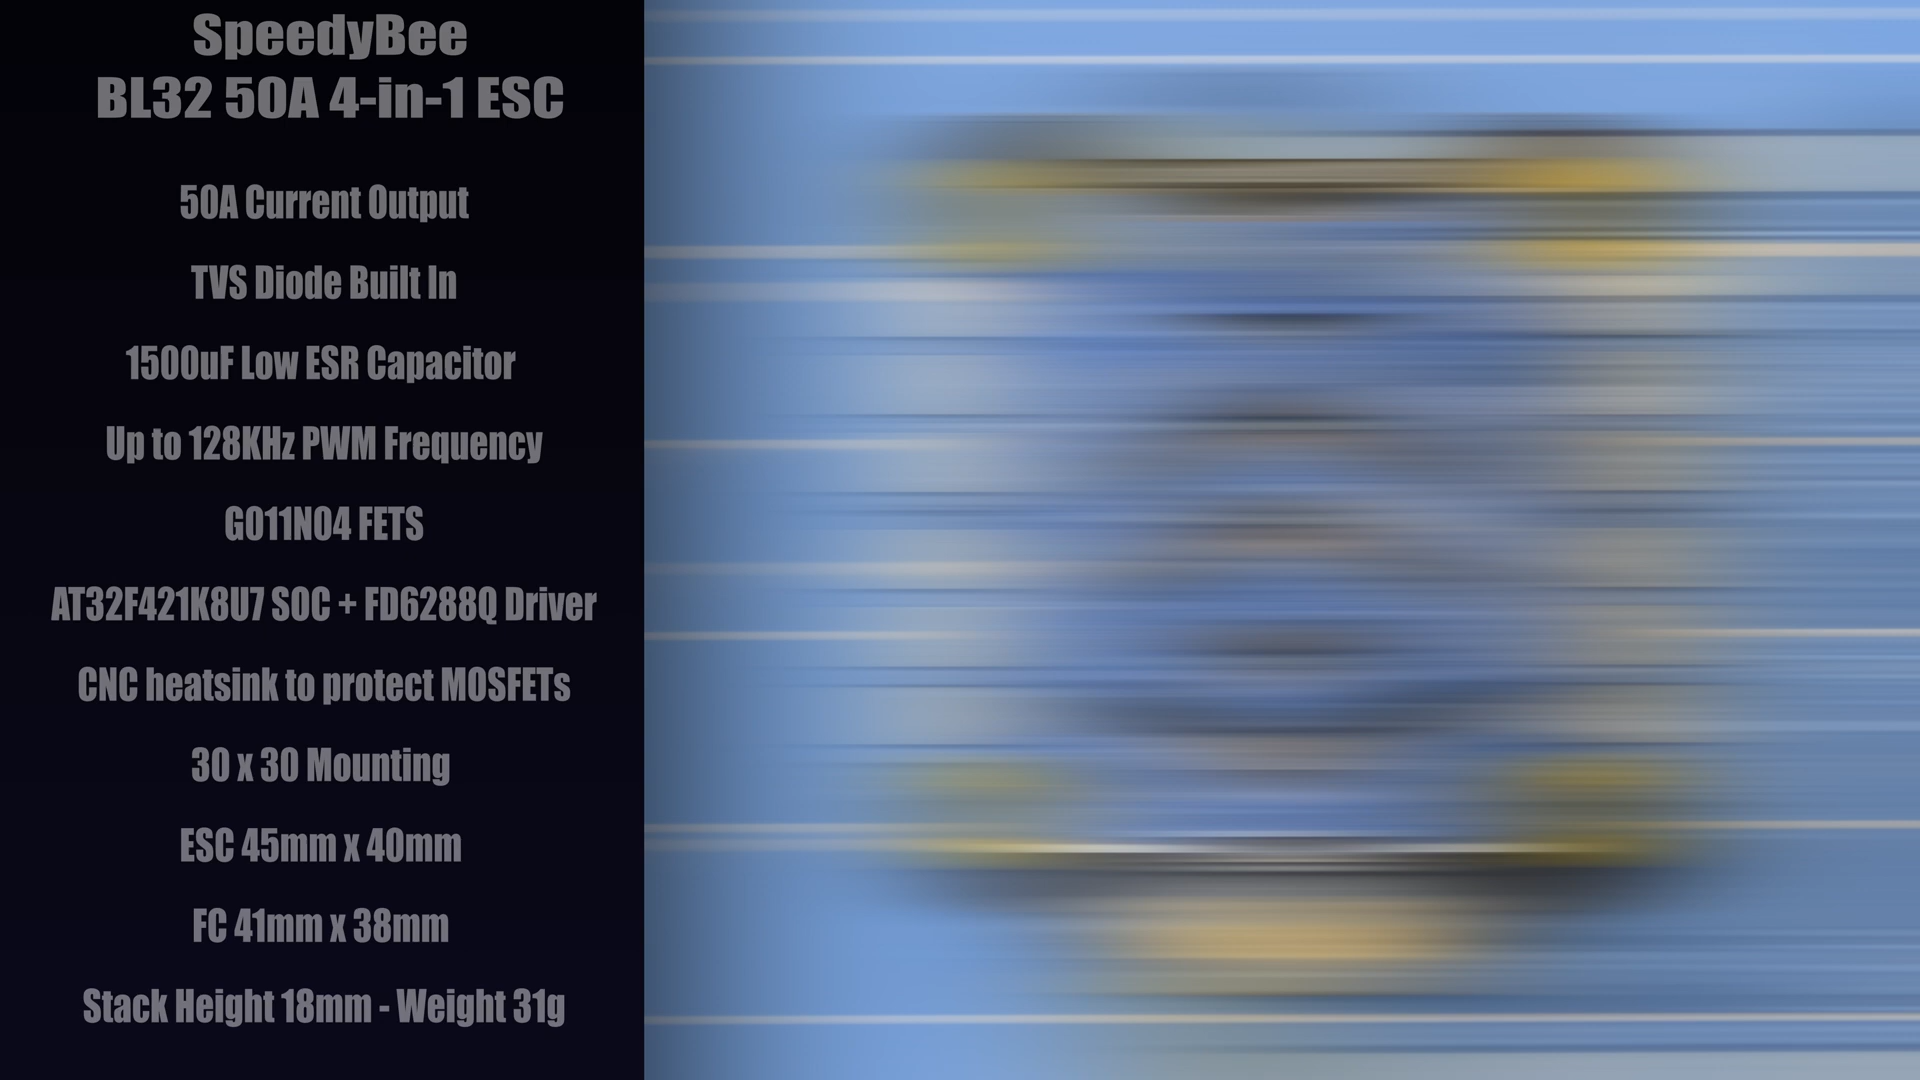 SpeedyBee
BL32 50A 4-in-1 ESC
50A Current Output
TVS Diode Built In
1500uF Low ESR Capacitor
Up to 128KHz PWM Frequency
G011N04 FETS
AT32F421K8U7 SOC + FD6288Q Driver
CNC heatsink to protect MOSFETs
30 x 30 Mounting
ESC 45mm x 40mm
FC 41mm x 38mm
Stack Height 18mm - Weight 31g